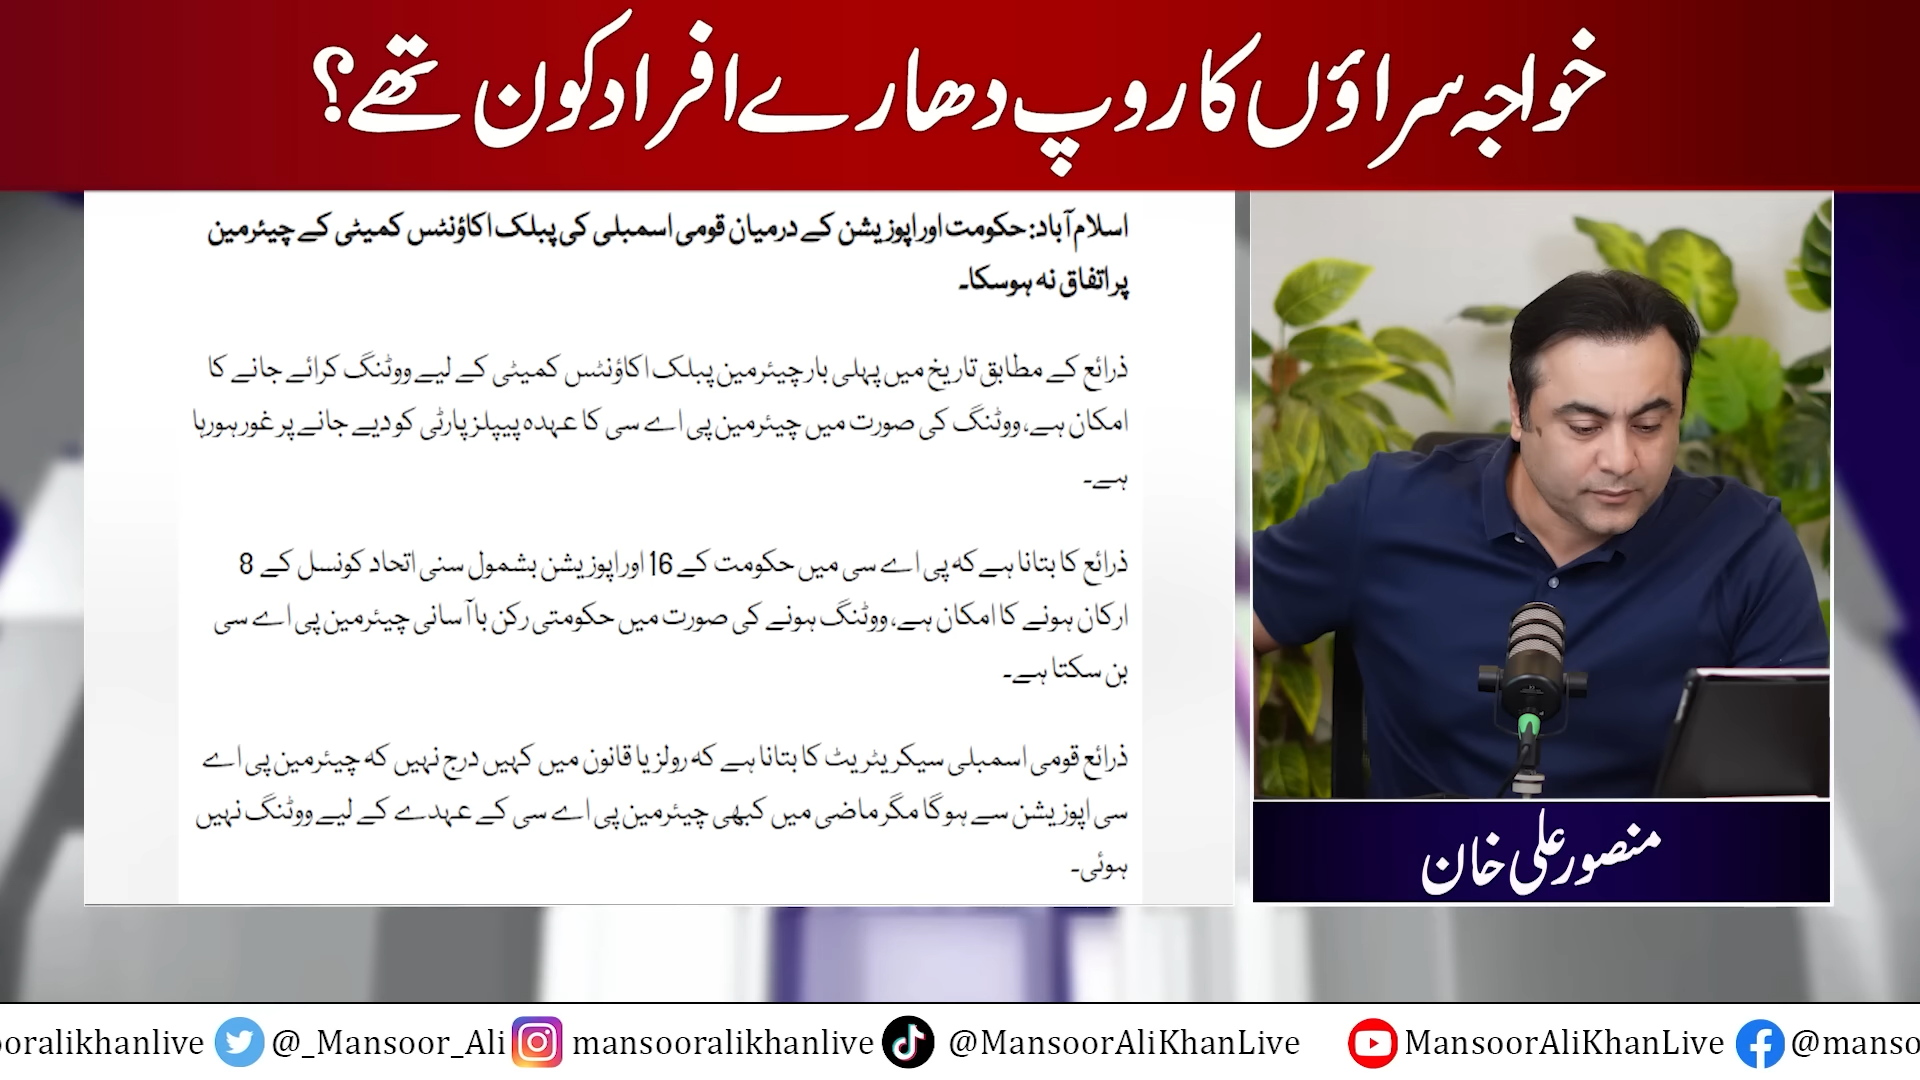 خواجہ سراؤں کا روپ دھارے افراد کون تھے؟
اسلام آباد: حکومت اور اپوزیشن کے درمیان قومی اسمبلی کی پبلک اکاؤنٹس کمیٹی کے چیئرمین
پر اتفاق نہ ہوسکا۔
ذرائع کے مطابق تاریخ میں پہلی بار چیئرمین پبلک اکاؤنٹس کمیٹی کے لیے ووٹنگ کرائے جانے کا
امکان ہے، ووٹنگ کی صورت میں چیئرمین پی اے سی کا عہدہ پیپلز پارٹی کو دیے جانے پر غور ہو رہا
ہے۔
ذرائع کا بتانا ہے کہ پی اے سی میں حکومت کے 16 اور اپوزیشن بشمول سنی اتحاد کونسل کے 8
ارکان ہونے کا امکان ہے، ووٹنگ ہونے کی صورت میں حکومتی رکن باآسانی چیئرمین پی اے سی
بن سکتا ہے۔
ذرائع قومی اسمبلی سیکریٹریٹ کا بتانا ہے کہ رولز یا قانون میں کہیں درج نہیں کہ چیئرمین پی اے
سی اپوزیشن سے ہوگا مگر ماضی میں کبھی چیئرمین پی اے سی کے عہدے کے لیے ووٹنگ نہیں
ہوئی۔
منصور علی خان
ooralikhanlive @_Mansoor_Ali mansooralikhanlive @MansoorAliKhanLive MansoorAliKhanLive @manso